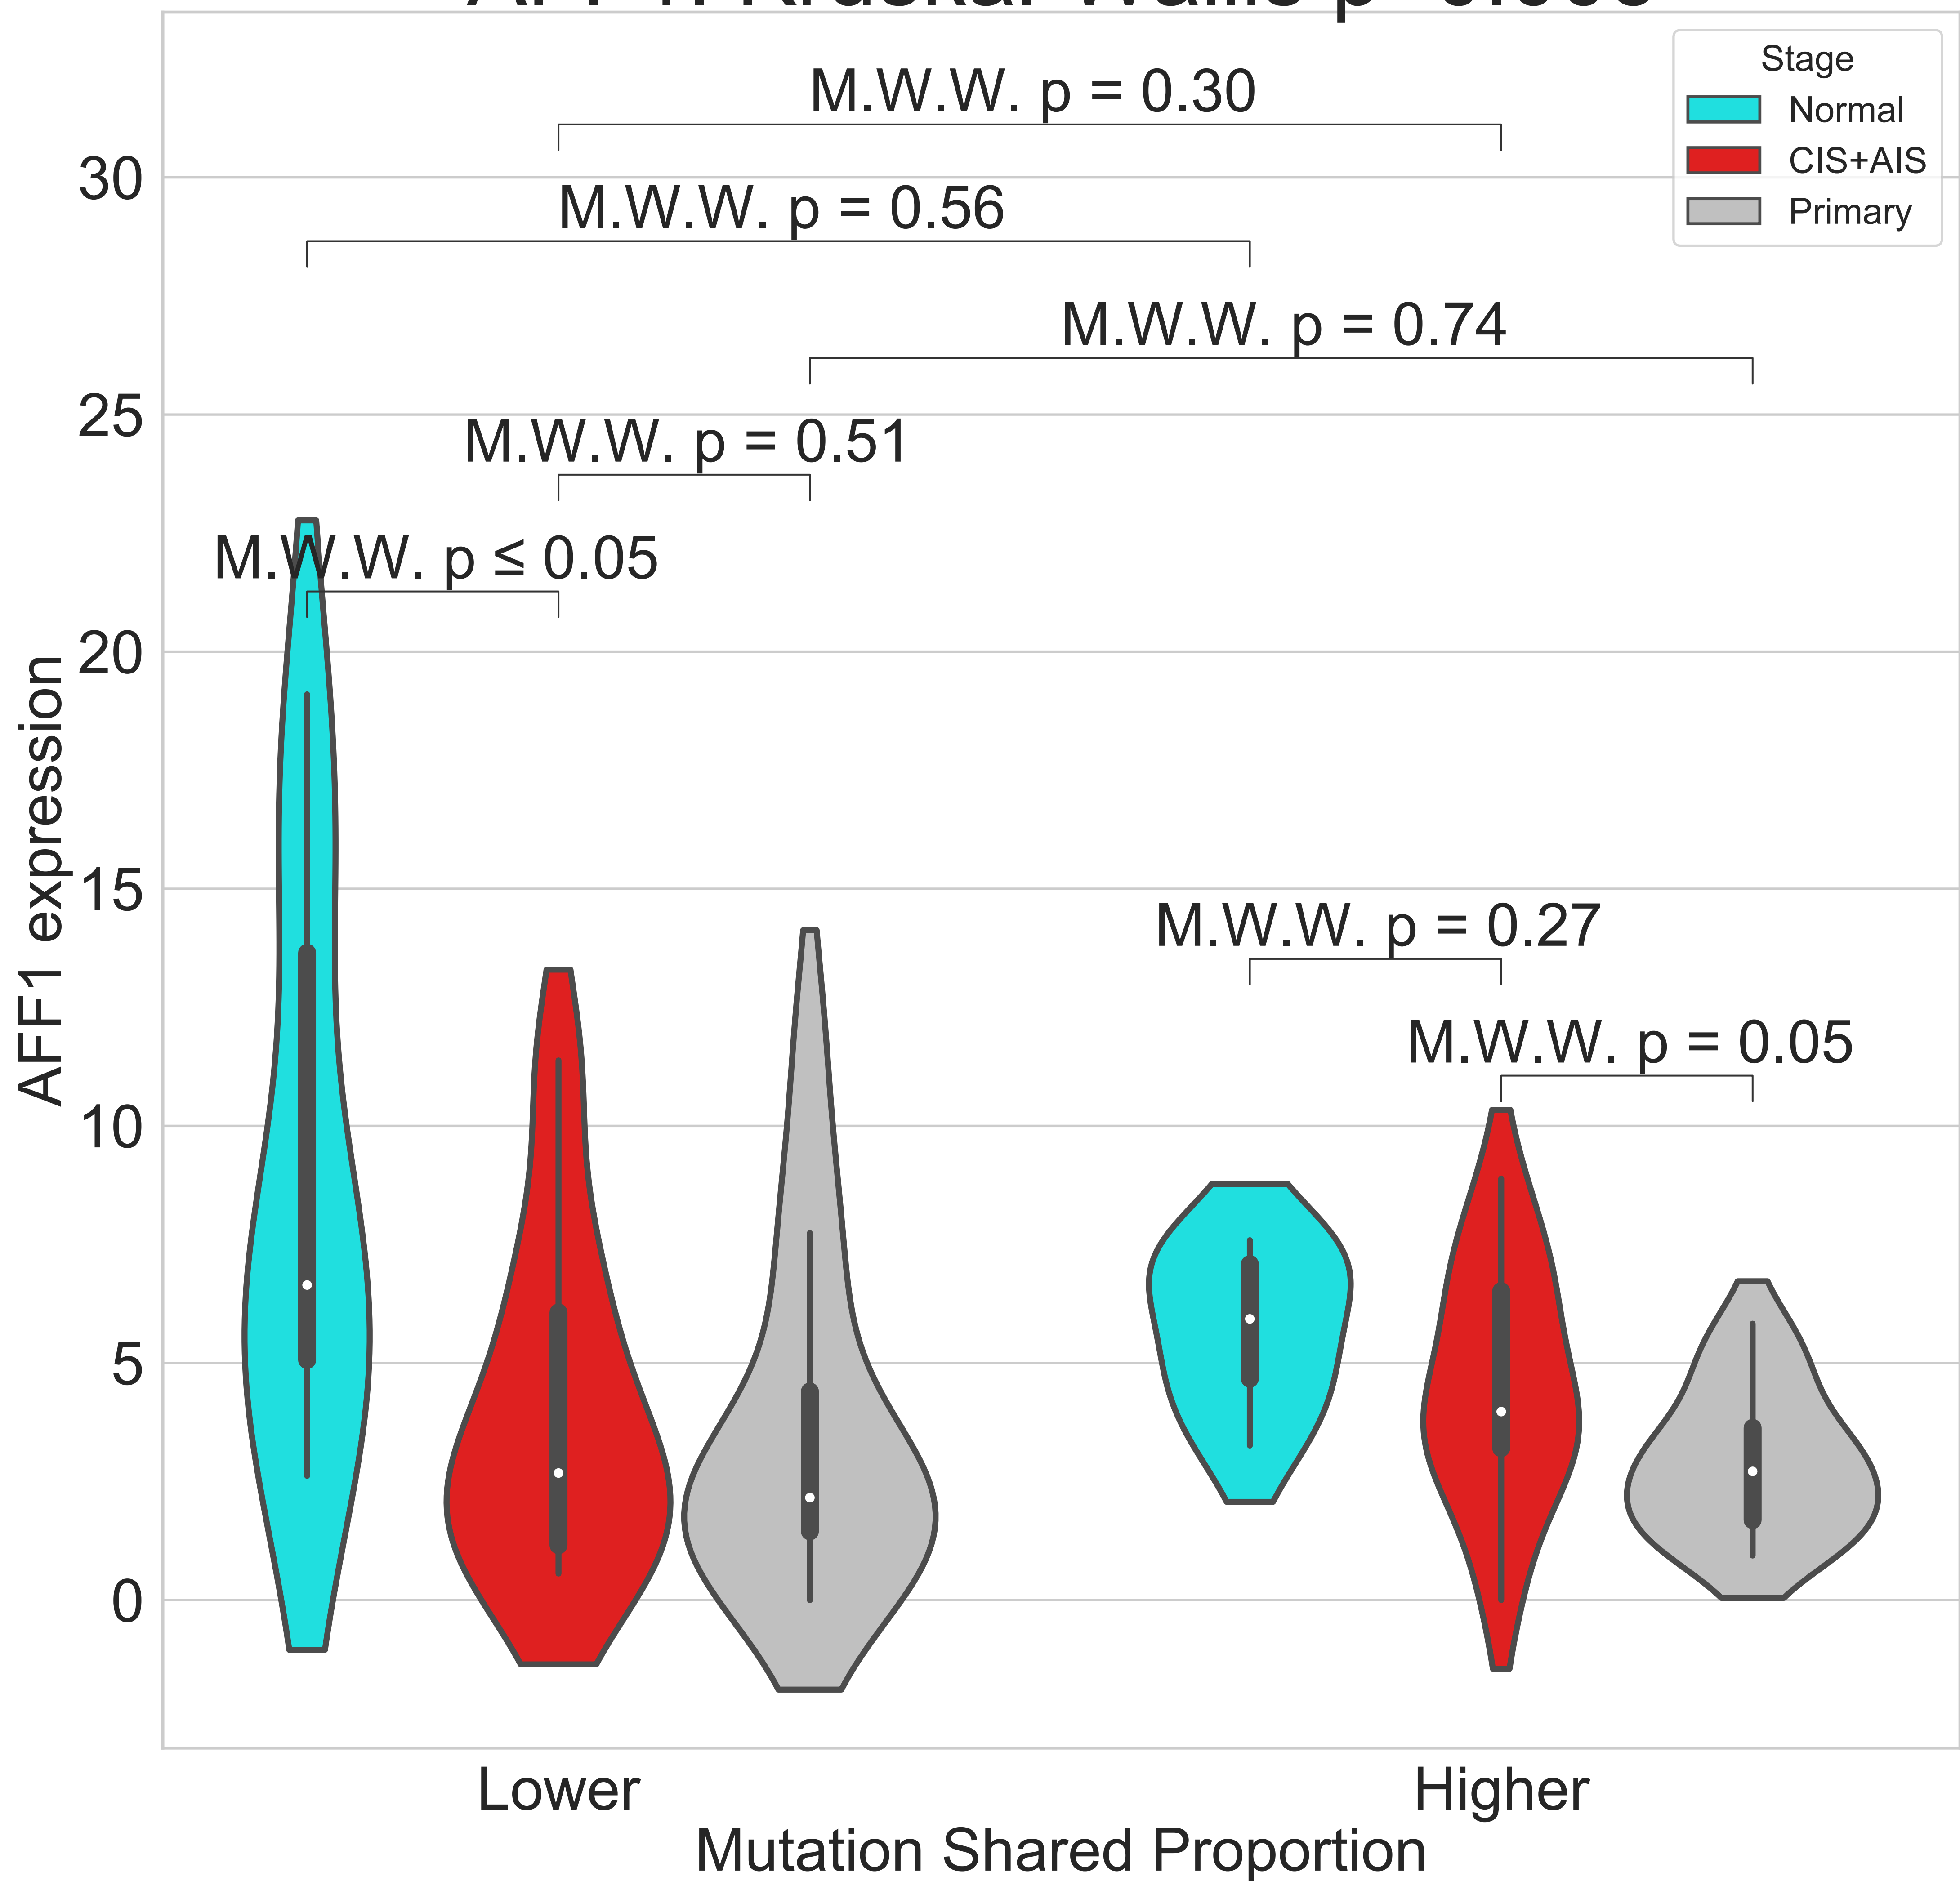 Stage
Normal
CIS+AIS
Primary
M.W.W. p = 0.30
M.W.W. p = 0.56
M.W.W. p = 0.74
M.W.W. p = 0.51
M.W.W. p ≤ 0.05
M.W.W. p = 0.27
M.W.W. p = 0.05
30
25
20
15
10
5
0
AFF1 expression
Lower
Higher
Mutation Shared Proportion